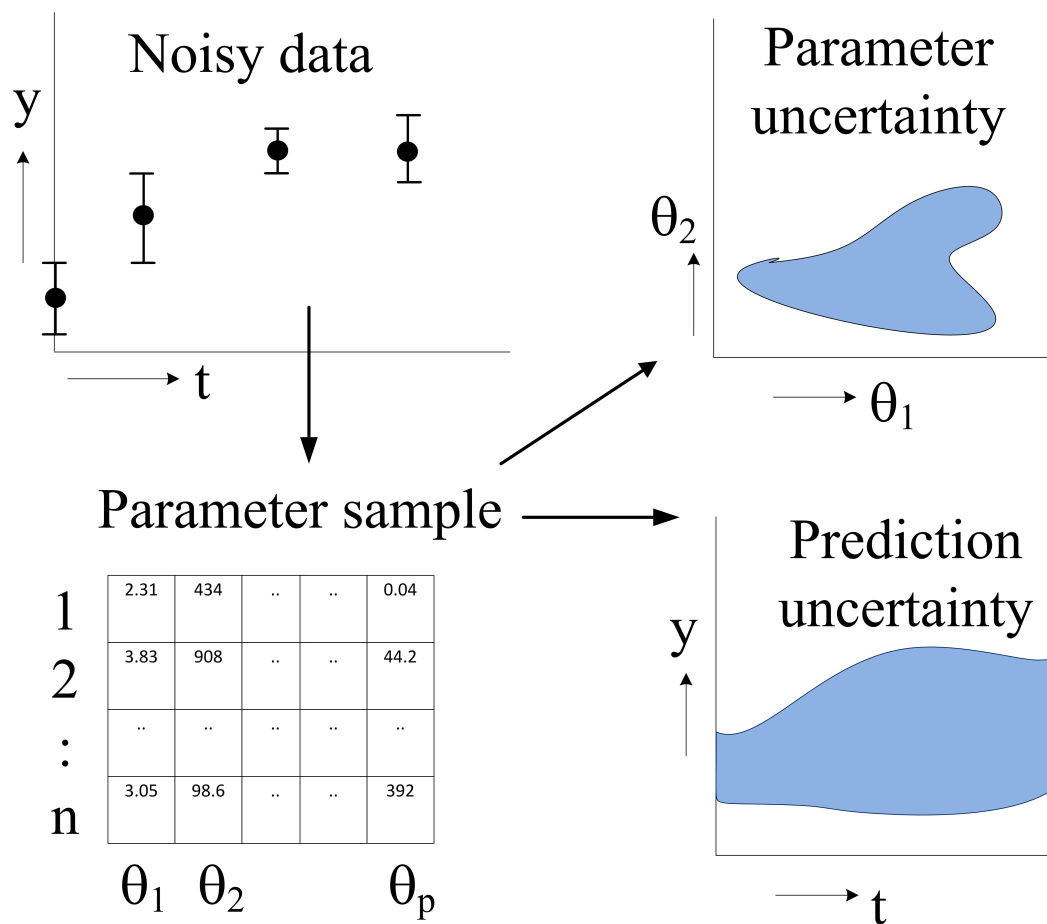 Noisy data
y
t
Parameter
uncertainty
θ2
θ1
Parameter sample
1 2.31 434 .. .. 0.04
2 3.83 908 .. .. 44.2
: .. .. .. .. ..
n 3.05 98.6 .. .. 392
θ1 θ2 θp
Prediction
uncertainty
y
t